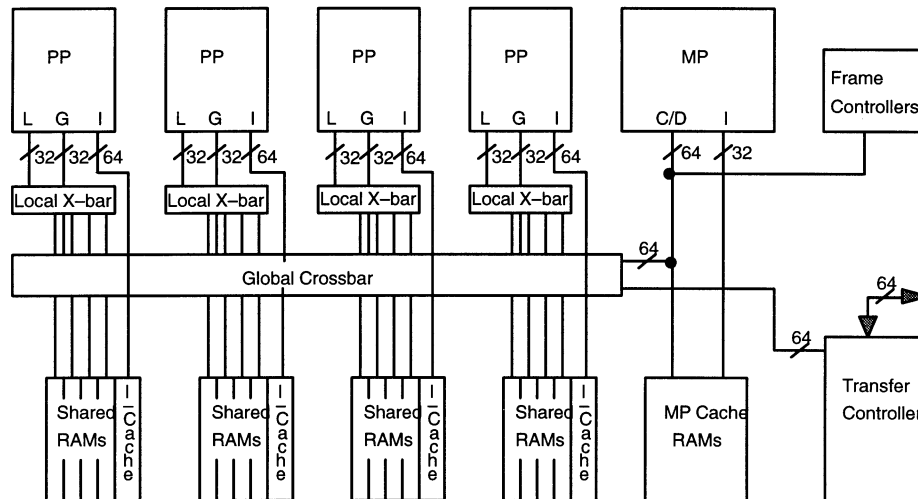 PP PP PP PP MP
Frame
Controllers
L G I L G I L G I L G I C/D I
32 32 64 32 32 64 32 32 64 32 32 64 64 32
Local X–bar Local X–bar Local X–bar Local X–bar
64
Global Crossbar
64
64
Shared
RAMs
I–Cache
Shared
RAMs
I–Cache
Shared
RAMs
I–Cache
Shared
RAMs
I–Cache
MP Cache
RAMs
Transfer
Controller